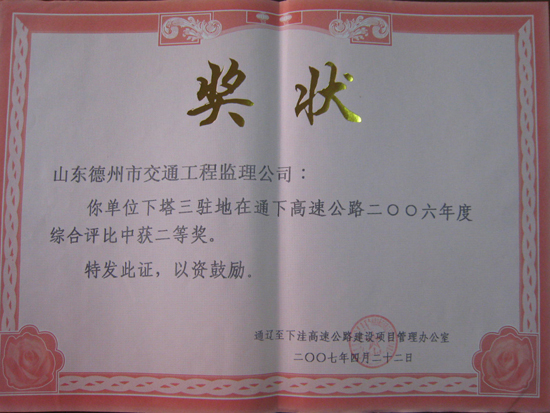 奖状
山东德州市交通工程监理公司：
你单位下塔三驻地在通下高速公路二〇〇六年度
综合评比中获二等奖。
特发此证，以资鼓励。
通辽至下洼高速公路建设项目管理办公室
二〇〇七年四月二十二日